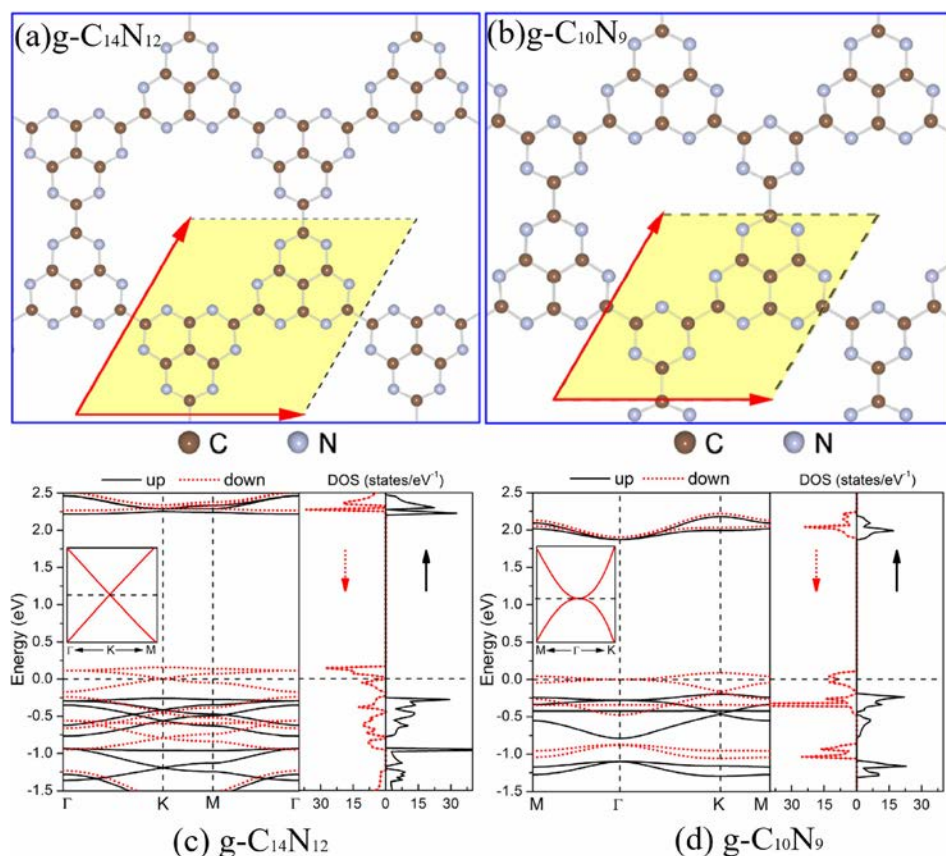 (a)g-C₁₄N₁₂
(b)g-C₁₀N₉
C N
C N
up down DOS (states/eV⁻¹)
up down DOS (states/eV⁻¹)
Energy (eV)
2.5
2.0
1.5
1.0
0.5
0.0
-0.5
-1.0
-1.5
Γ K M
Γ K M Γ
30 15 0 15 30
Energy (eV)
2.5
2.0
1.5
1.0
0.5
0.0
-0.5
-1.0
-1.5
M Γ K
M Γ K M
30 15 0 15 30
(c) g-C₁₄N₁₂
(d) g-C₁₀N₉